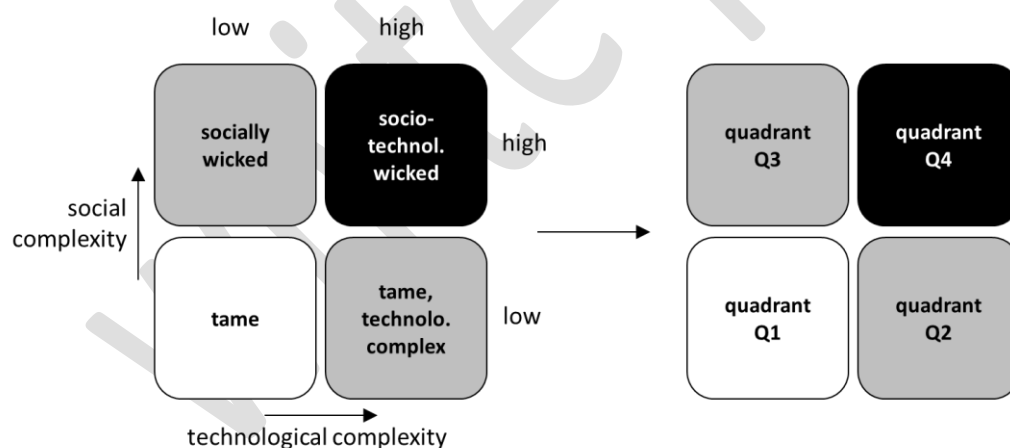 low
high
socially
wicked
socio-
technol.
wicked
high
quadrant
Q3
quadrant
Q4
social
complexity
tame
tame,
technolo.
complex
low
quadrant
Q1
quadrant
Q2
technological complexity